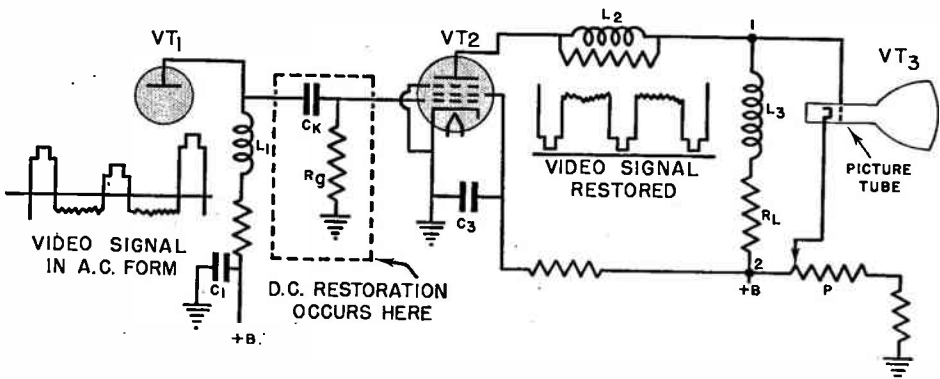 VT1
VT2
L2
1
VT3
CK
L1
Rg
C3
L3
VIDEO SIGNAL
RESTORED
PICTURE
TUBE
RL
VIDEO SIGNAL
IN A.C. FORM
C1
+B.
D.C. RESTORATION
OCCURS HERE
2
+B
P